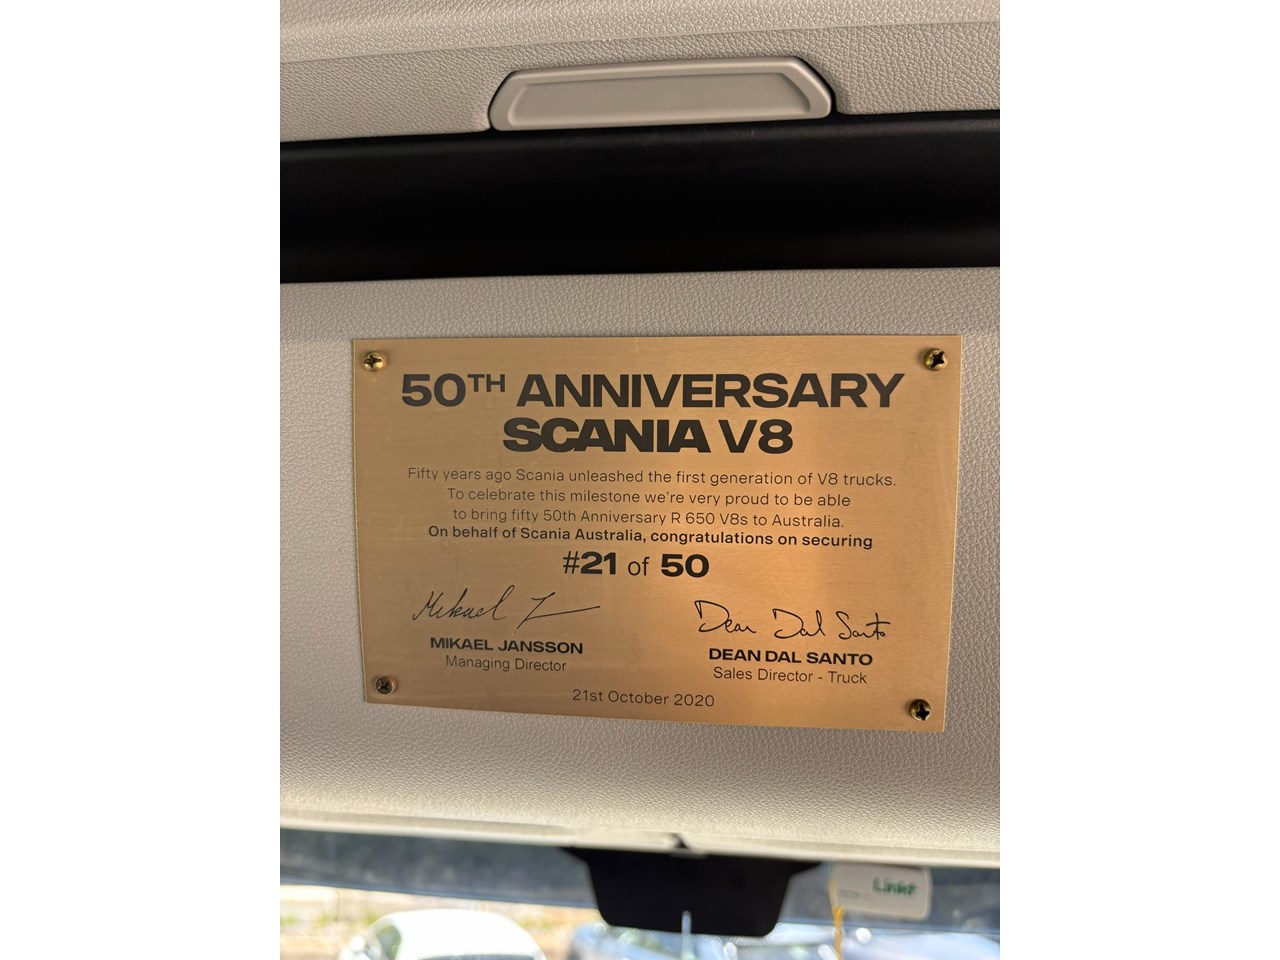 50TH ANNIVERSARY
SCANIA V8
Fifty years ago Scania unleashed the first generation of V8 trucks.
To celebrate this milestone we're very proud to be able
to bring fifty 50th Anniversary R 650 V8s to Australia.
On behalf of Scania Australia, congratulations on securing
#21 of 50
Mikael J
Dean Dal Santo
MIKAEL JANSSON
DEAN DAL SANTO
Managing Director
Sales Director - Truck
21st October 2020
Linkt